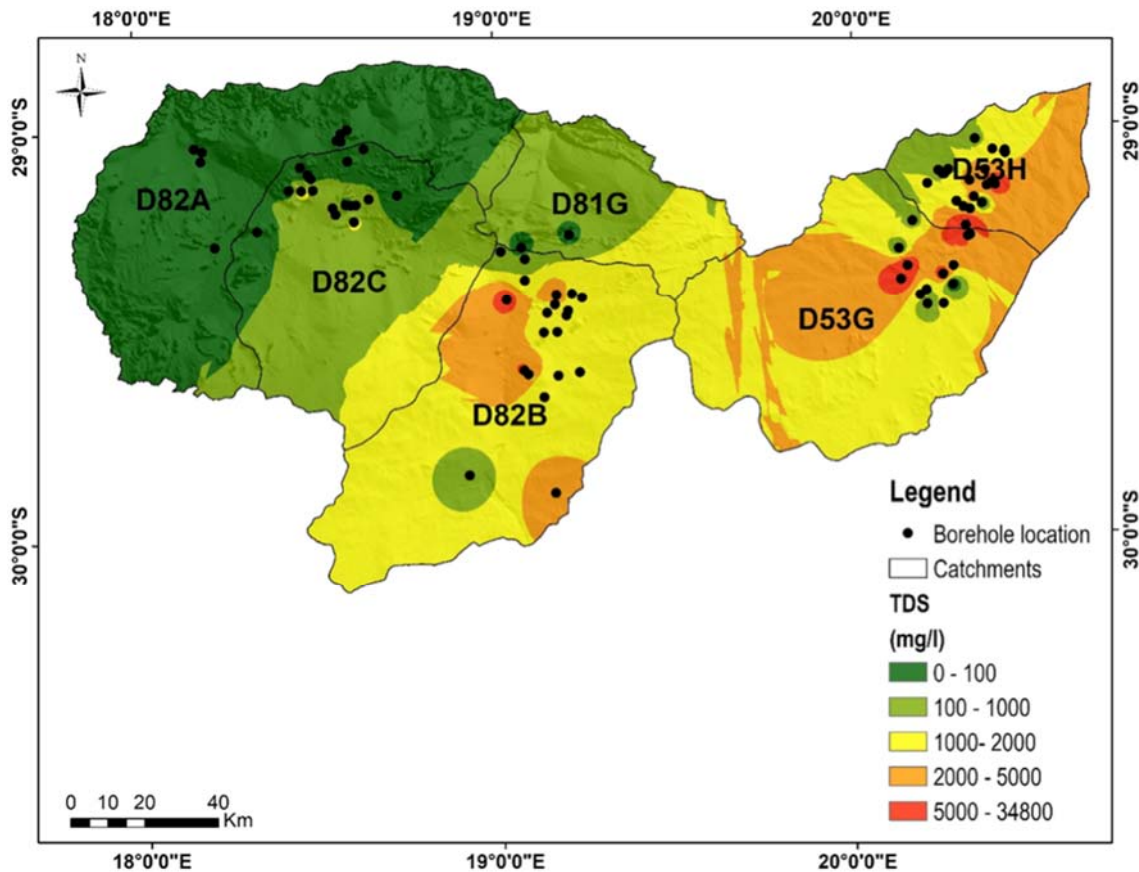 18°0'0"E 19°0'0"E 20°0'0"E
N
29°0'0"S 29°0'0"S
D53H
D82A
D81G
D82C
D53G
D82B
Legend
30°0'0"S 30°0'0"S
Borehole location
Catchments
TDS
(mg/l)
0 - 100
100 - 1000
1000- 2000
2000 - 5000
5000 - 34800
0 10 20 40
Km
18°0'0"E 19°0'0"E 20°0'0"E